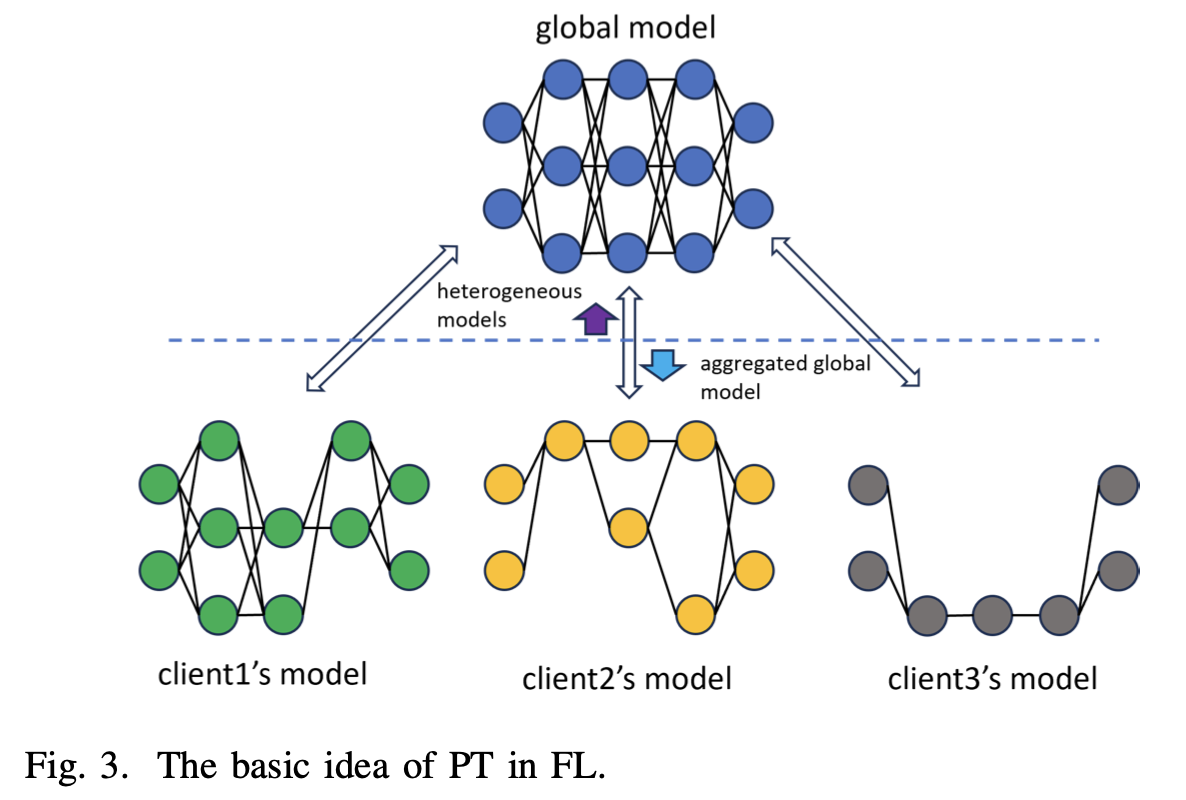 global model
heterogeneous
models
aggregated global
model
client1’s model
client2’s model
client3’s model
Fig. 3. The basic idea of PT in FL.